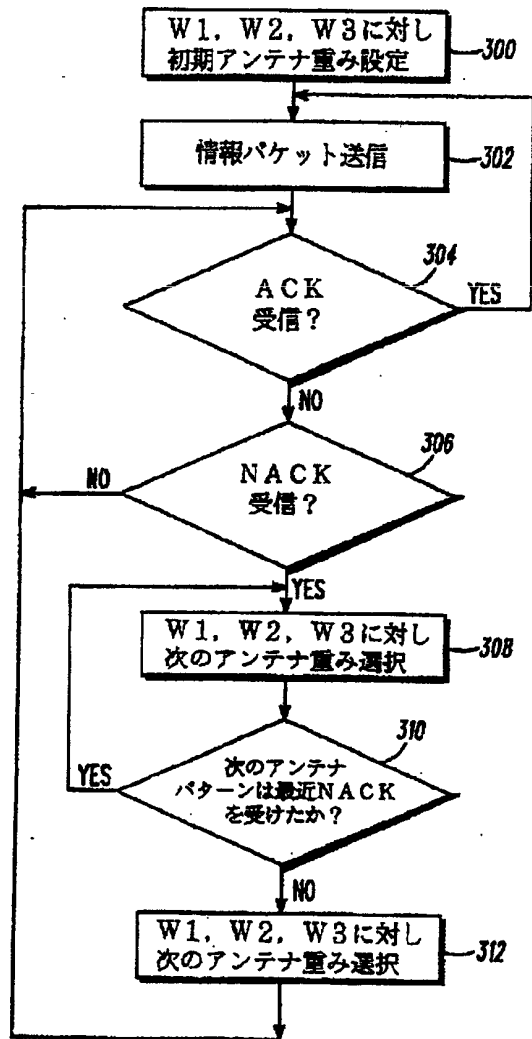 W1, W2, W3に対し
初期アンテナ重み設定
300
情報パケット送信
302
304
ACK
受信?
YES
NO
306
NACK
受信?
NO
YES
W1, W2, W3に対し
次のアンテナ重み選択
308
310
次のアンテナ
パターンは最近NACK
を受けたか?
YES
NO
W1, W2, W3に対し
次のアンテナ重み選択
312